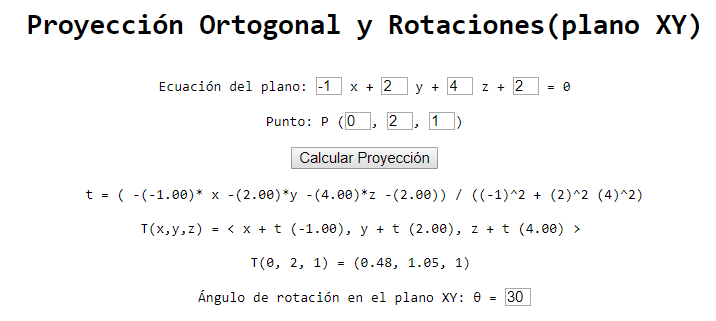 Proyección Ortogonal y Rotaciones(plano XY)
Ecuación del plano: -1 x + 2 y + 4 z + 2 = 0
Punto: P (0, 2, 1)
Calcular Proyección
t = ( -(-1.00)* x -(2.00)*y -(4.00)*z -(2.00)) / ((-1)^2 + (2)^2 (4)^2)
T(x,y,z) = < x + t (-1.00), y + t (2.00), z + t (4.00) >
T(0, 2, 1) = (0.48, 1.05, 1)
Ángulo de rotación en el plano XY: θ = 30